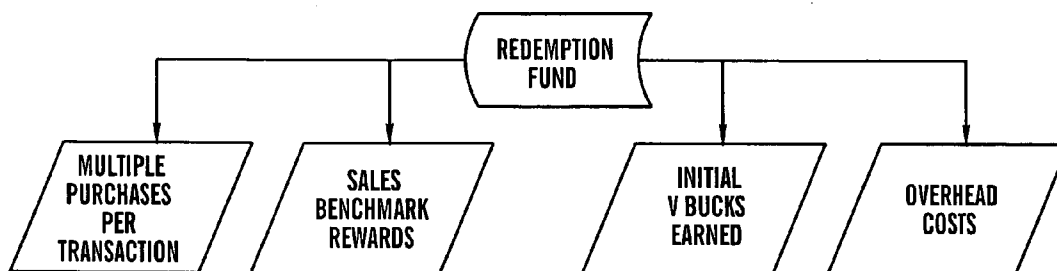 REDEMPTION
FUND
MULTIPLE
PURCHASES
PER
TRANSACTION
SALES
BENCHMARK
REWARDS
INITIAL
V BUCKS
EARNED
OVERHEAD
COSTS